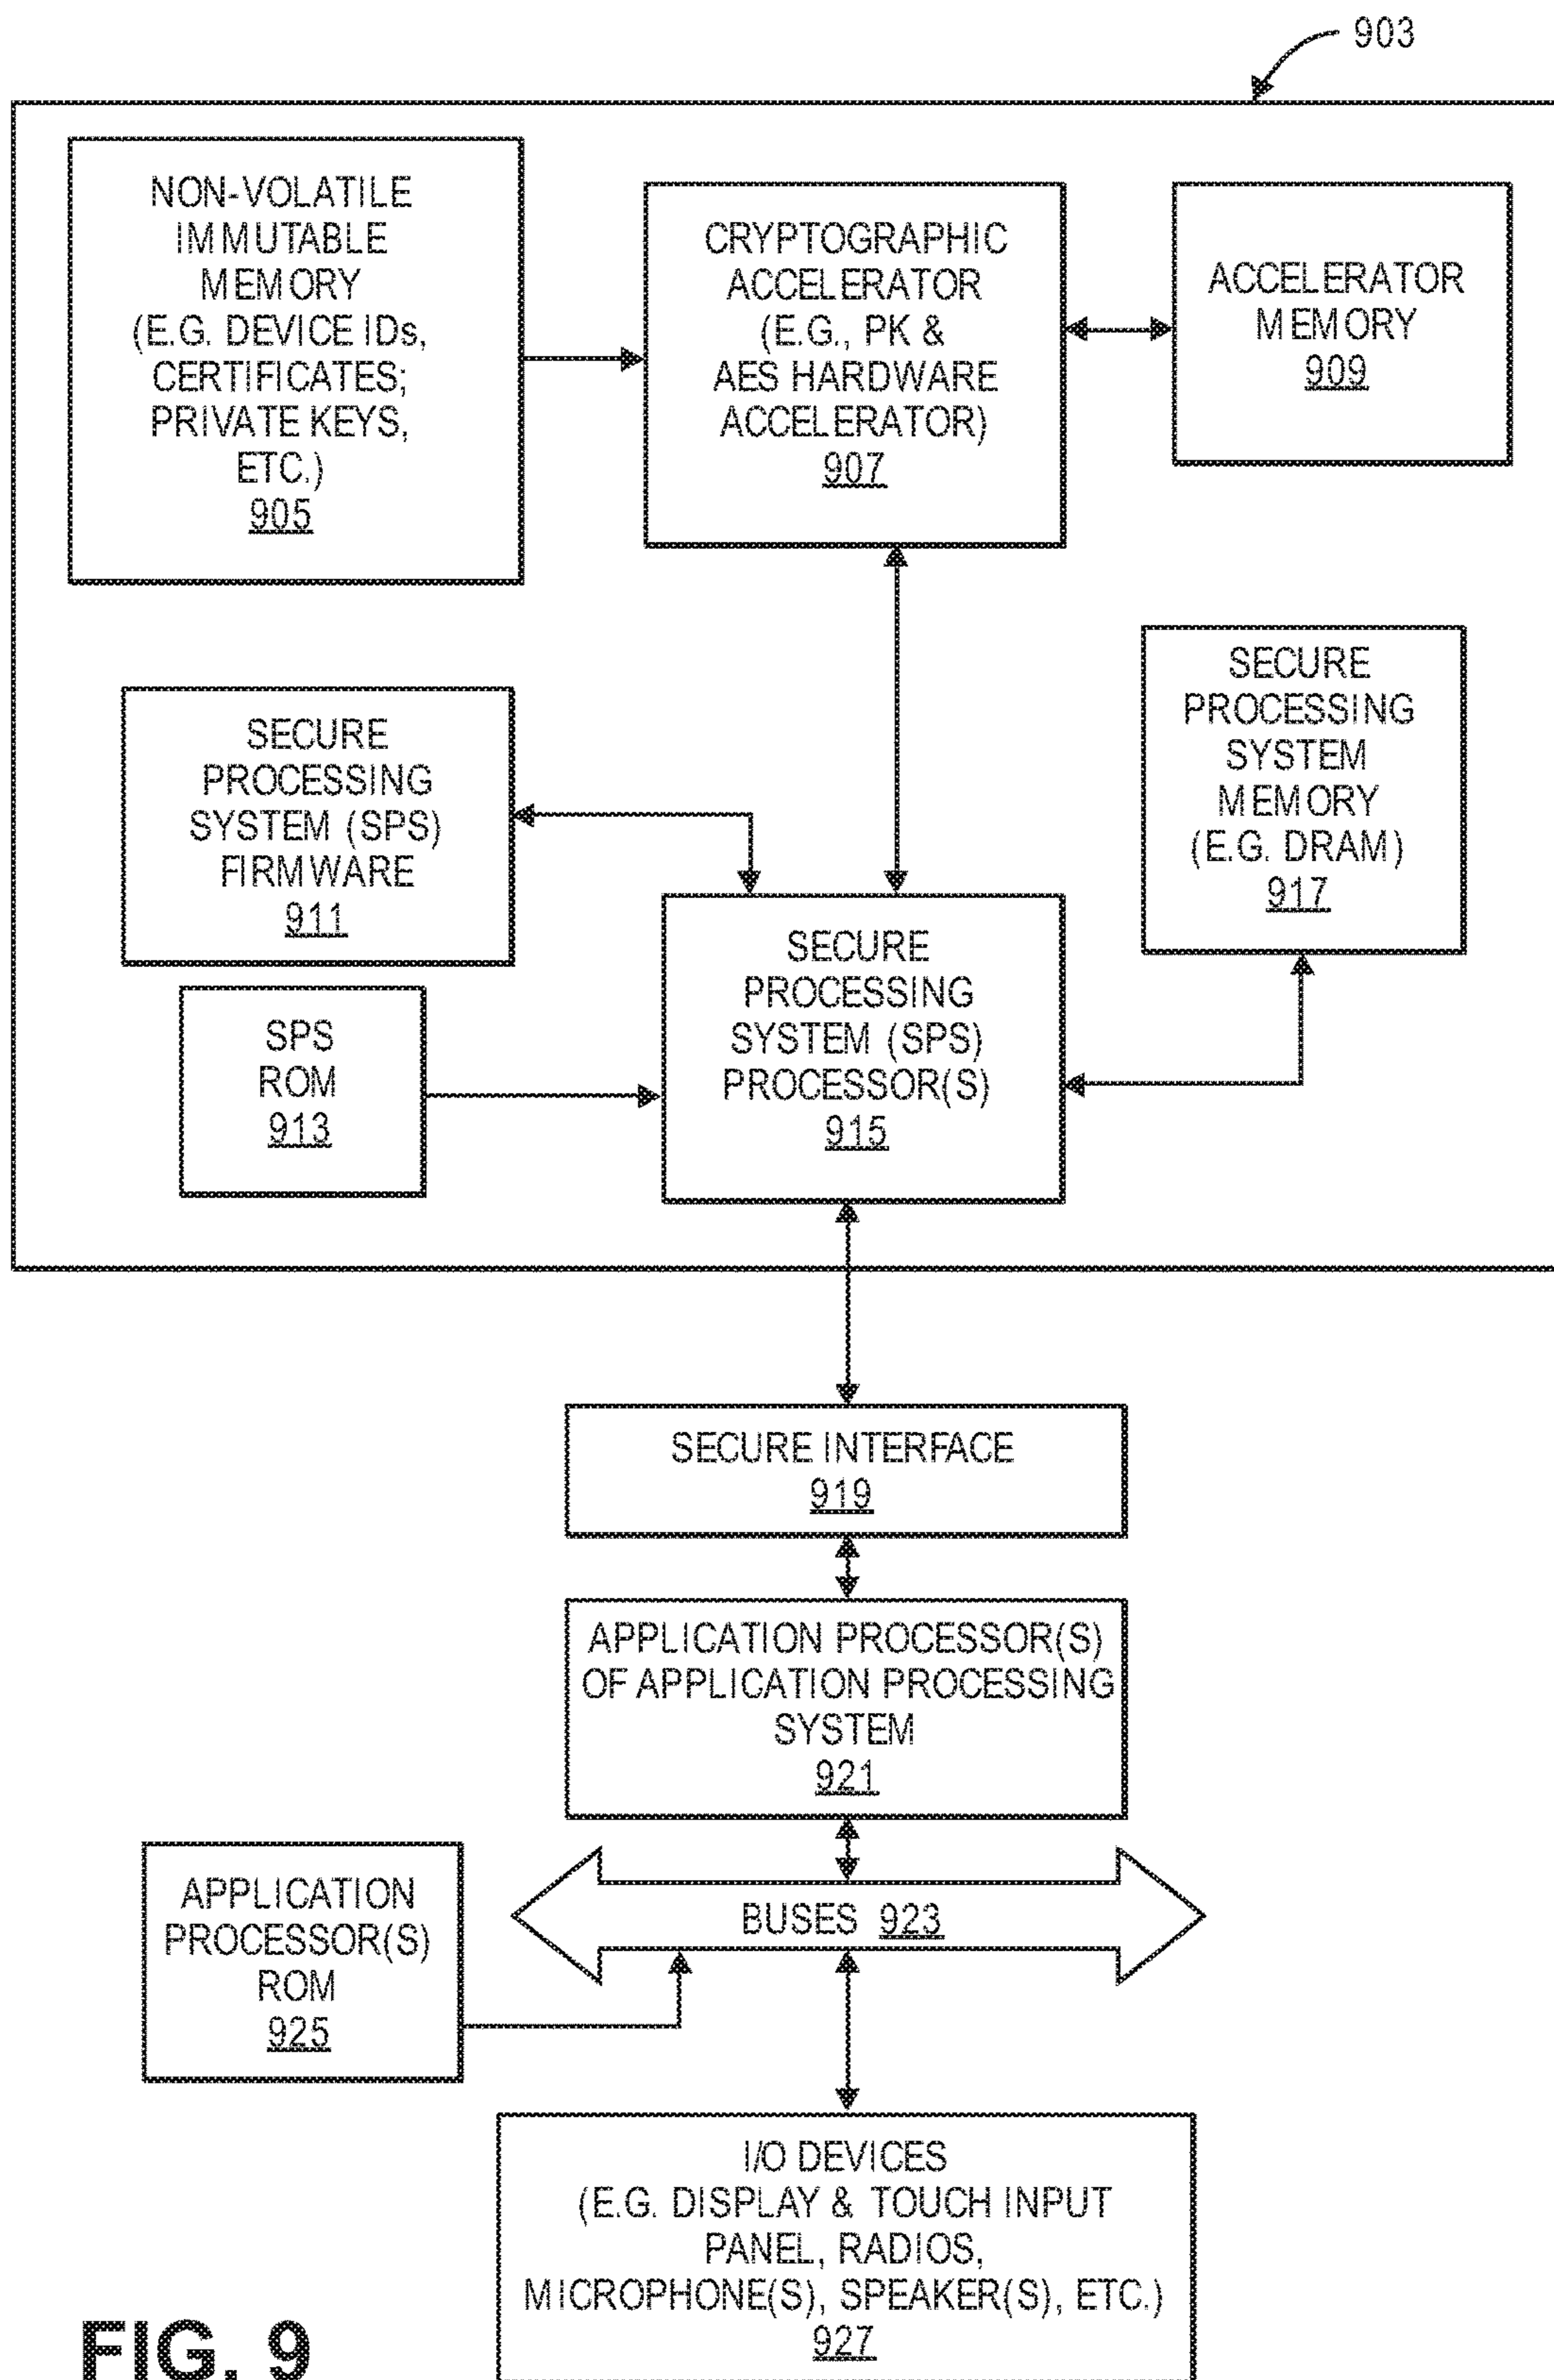 903
NON-VOLATILE
IMMUTABLE
MEMORY
(E.G. DEVICE IDs,
CERTIFICATES;
PRIVATE KEYS,
ETC.)
905
CRYPTOGRAPHIC
ACCELERATOR
(E.G., PK &
AES HARDWARE
ACCELERATOR)
907
ACCELERATOR
MEMORY
909
SECURE
PROCESSING
SYSTEM (SPS)
FIRMWARE
911
SECURE
PROCESSING
SYSTEM
MEMORY
(E.G. DRAM)
917
SPS
ROM
913
SECURE
PROCESSING
SYSTEM (SPS)
PROCESSOR(S)
915
SECURE INTERFACE
919
APPLICATION PROCESSOR(S)
OF APPLICATION PROCESSING
SYSTEM
921
APPLICATION
PROCESSOR(S)
ROM
925
BUSES 923
I/O DEVICES
(E.G. DISPLAY & TOUCH INPUT
PANEL, RADIOS,
MICROPHONE(S), SPEAKER(S), ETC.)
927
FIG. 9